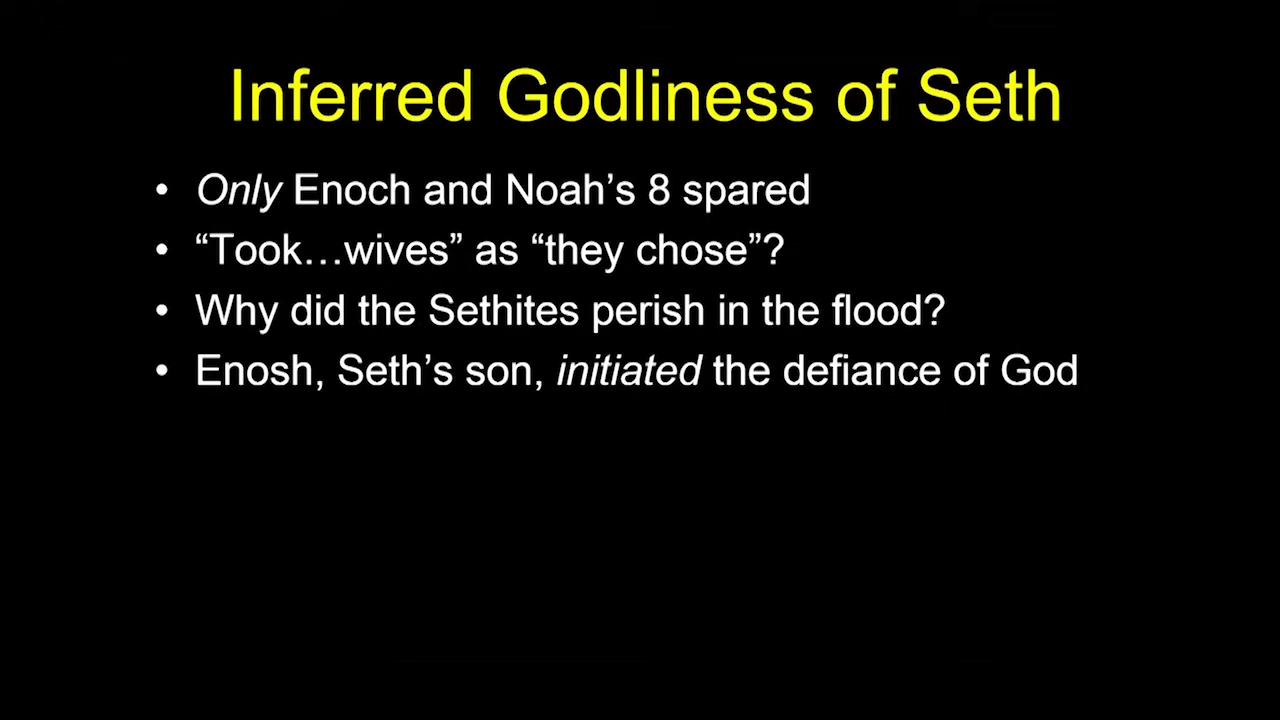 Inferred Godliness of Seth
• Only Enoch and Noah’s 8 spared
• “Took…wives” as “they chose”?
• Why did the Sethites perish in the flood?
• Enosh, Seth’s son, initiated the defiance of God